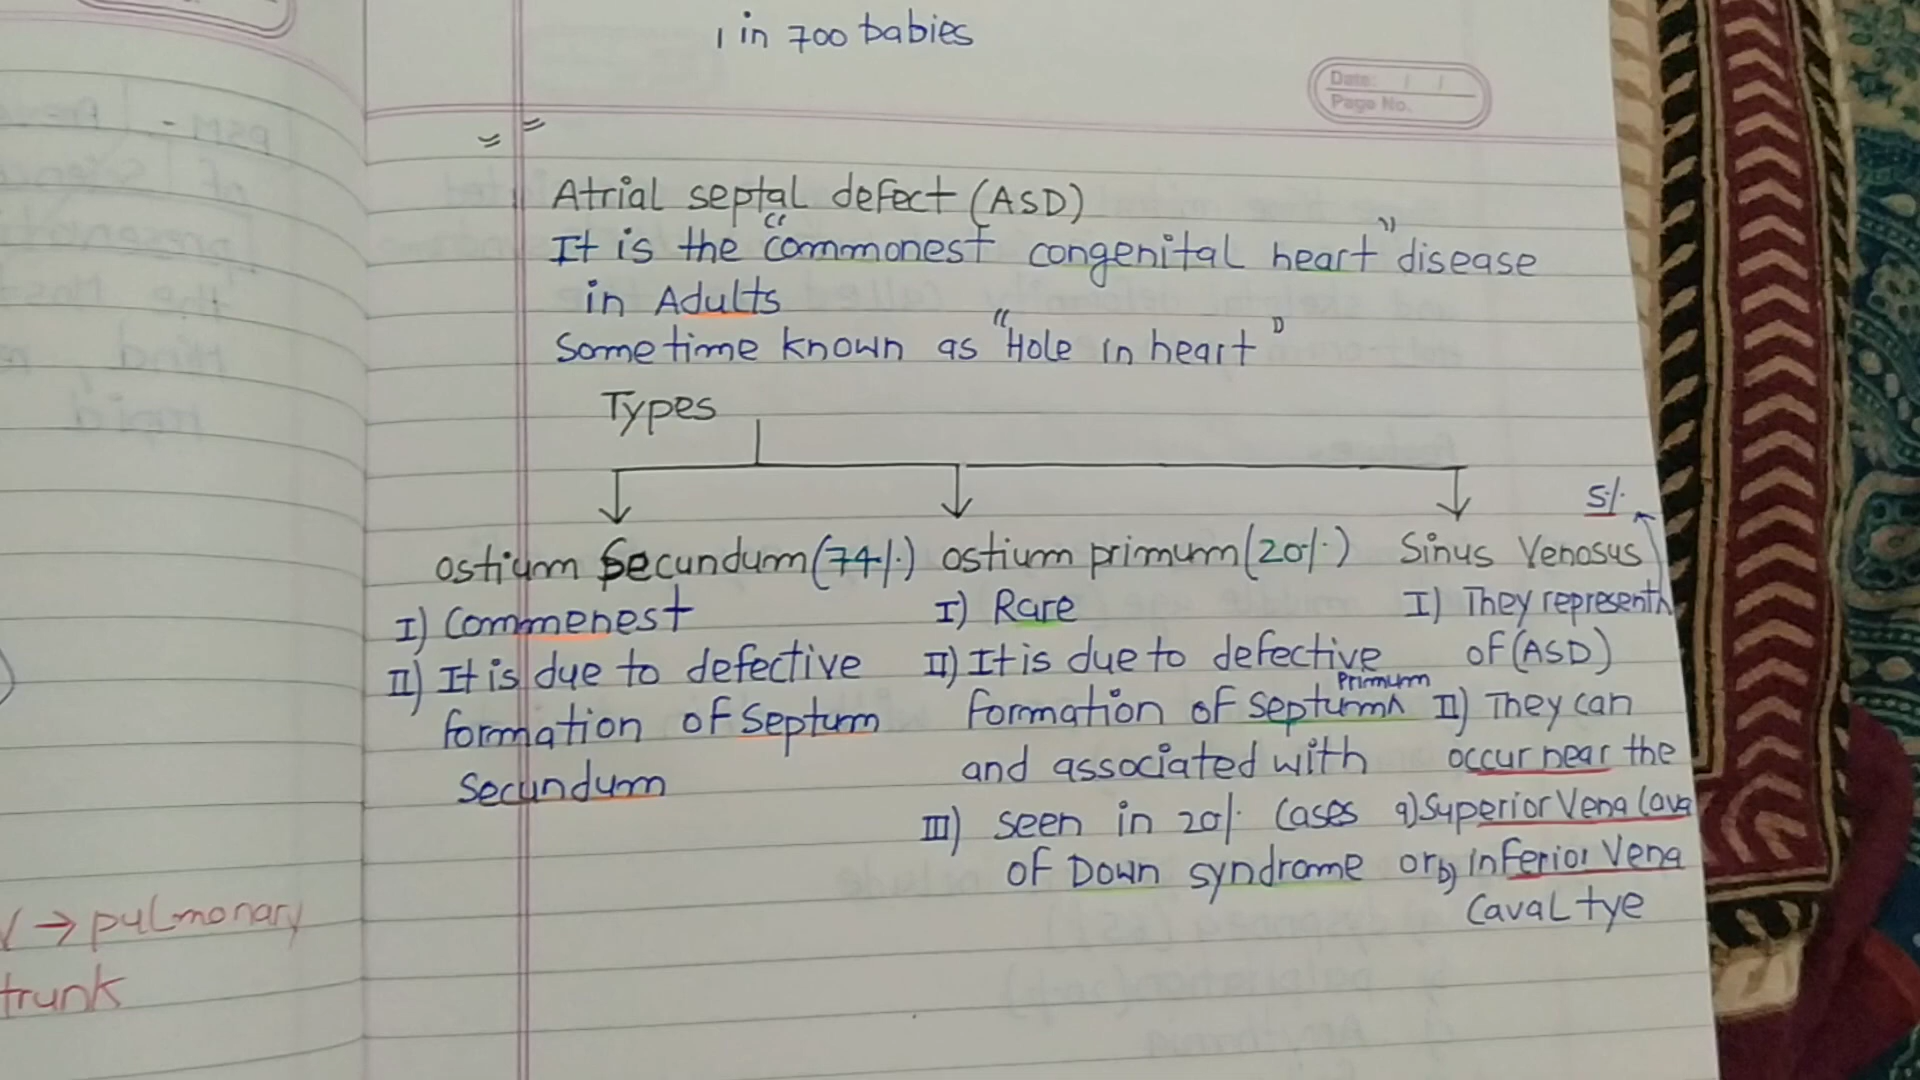 1 in 700 babies
Date: / /
Page No.
Atrial septal defect (ASD)
It is the "commonest congenital heart" disease
in Adults
Sometime known as "Hole in heart"
Types
5%
ostium Secundum (74%)
I) Commenest
II) It is due to defective
formation of Septum
Secundum
ostium primum (20%)
I) Rare
II) It is due to defective
Primum
formation of septum^
and associated with
III) seen in 20% Cases
of Down syndrome
Sinus Venosus
I) They represent
of (ASD)
II) They can
occur near the
a) Superior Vena Cava
or b) inferior Vena
Caval tye
→ pulmonary
trunk